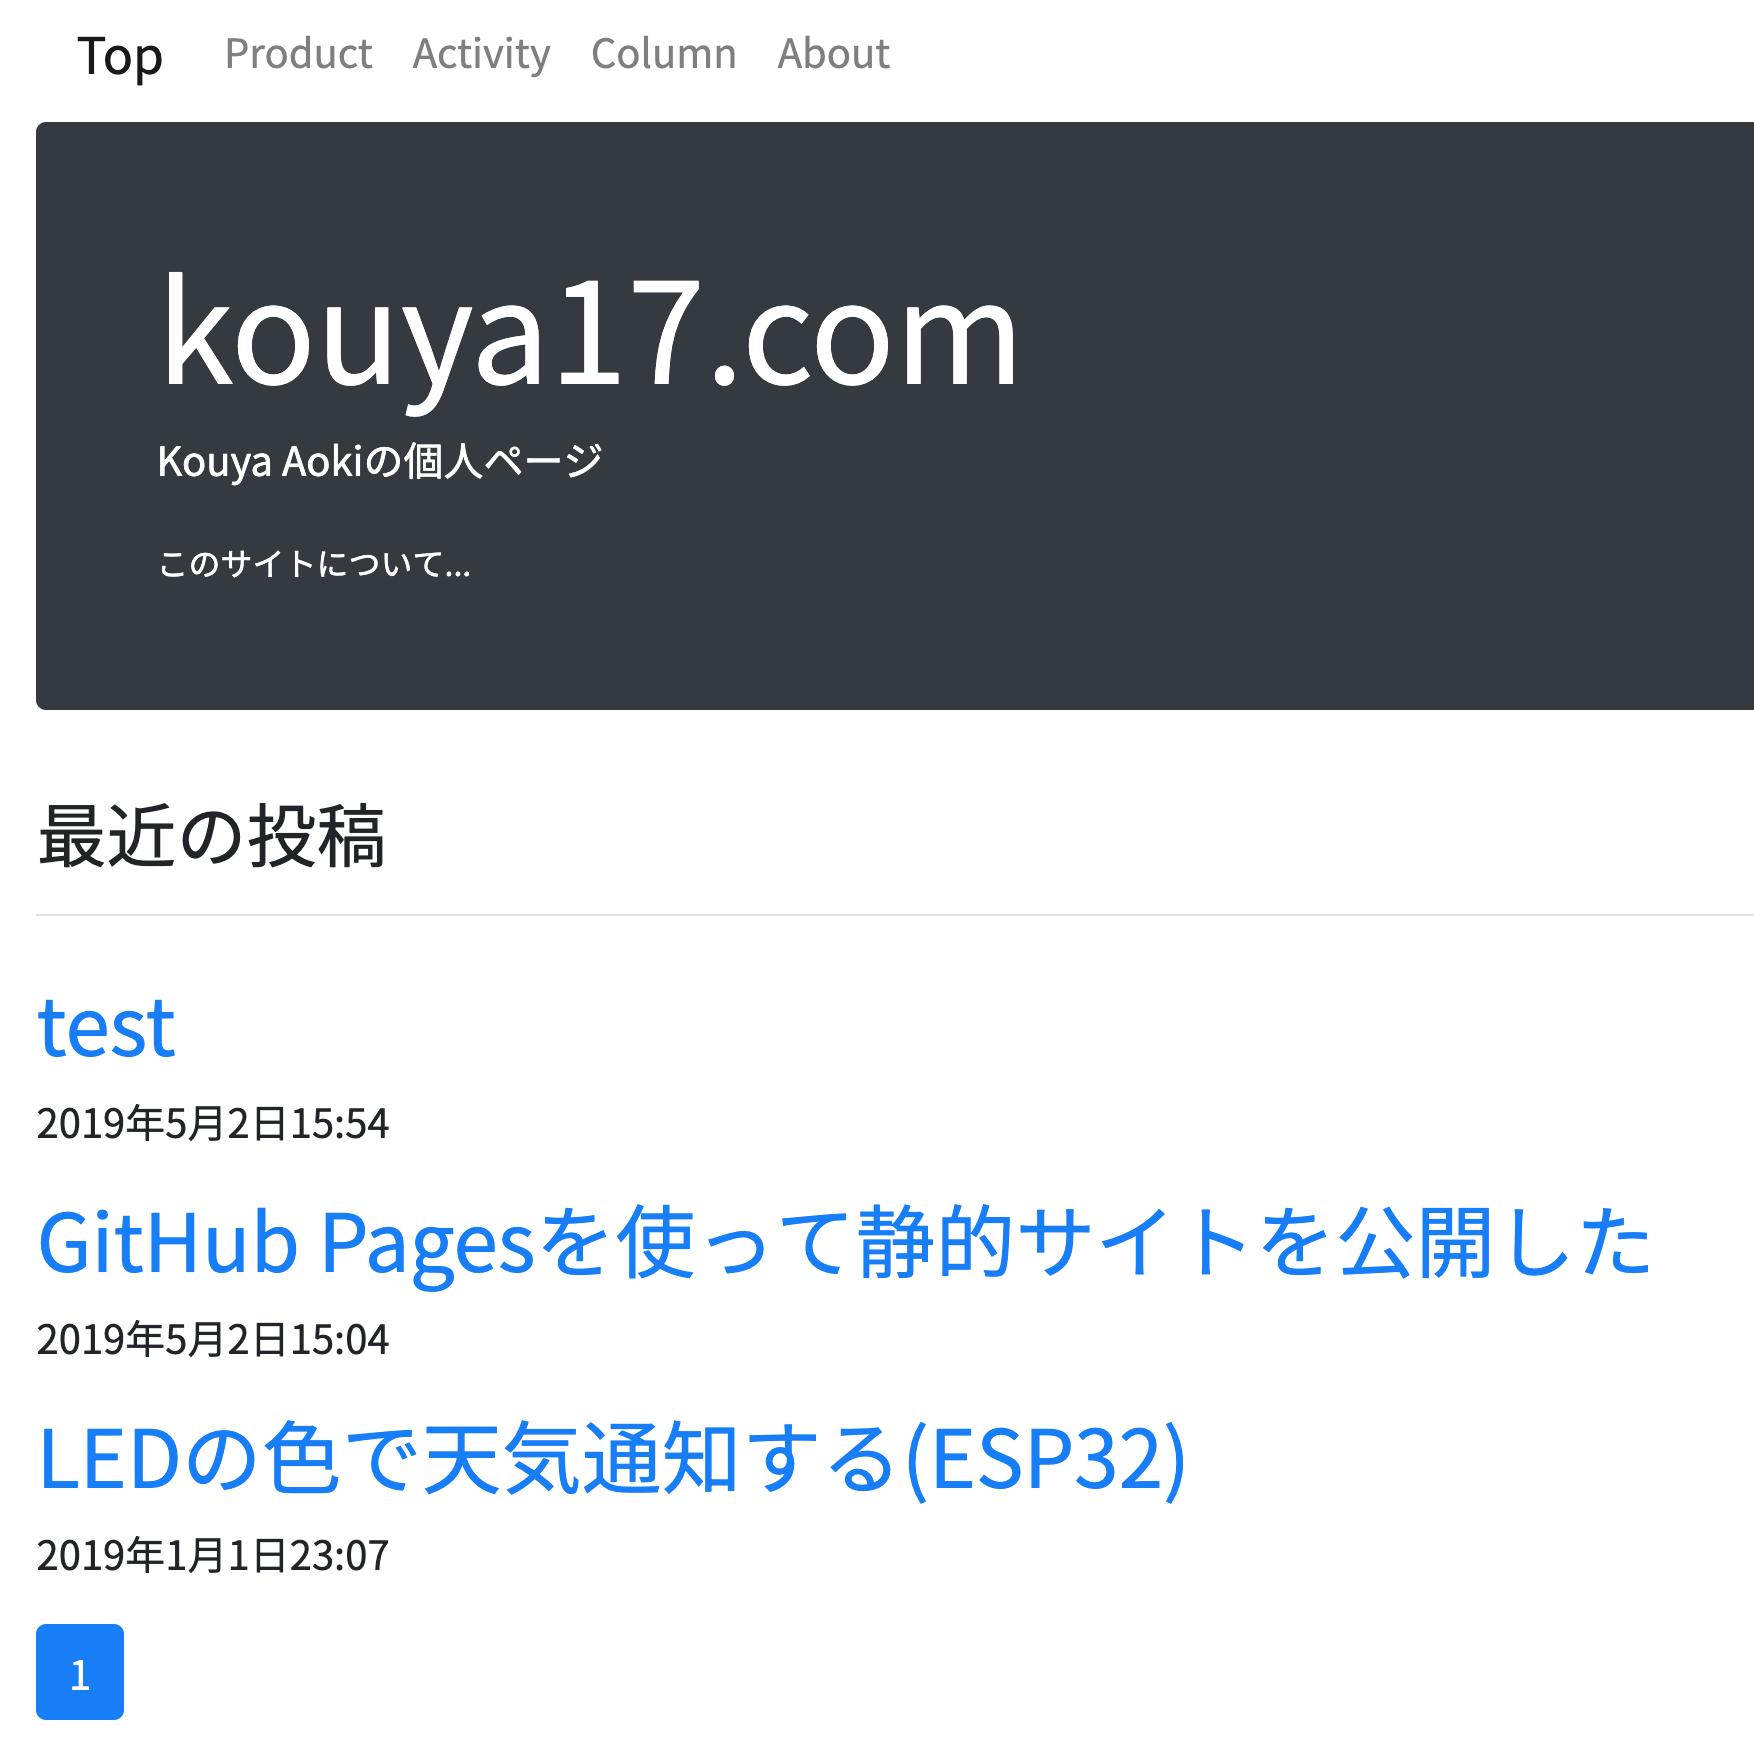 Top Product Activity Column About
kouya17.com
Kouya Aokiの個人ページ
このサイトについて...
最近の投稿
test
2019年5月2日15:54
GitHub Pagesを使って静的サイトを公開した
2019年5月2日15:04
LEDの色で天気通知する(ESP32)
2019年1月1日23:07
1